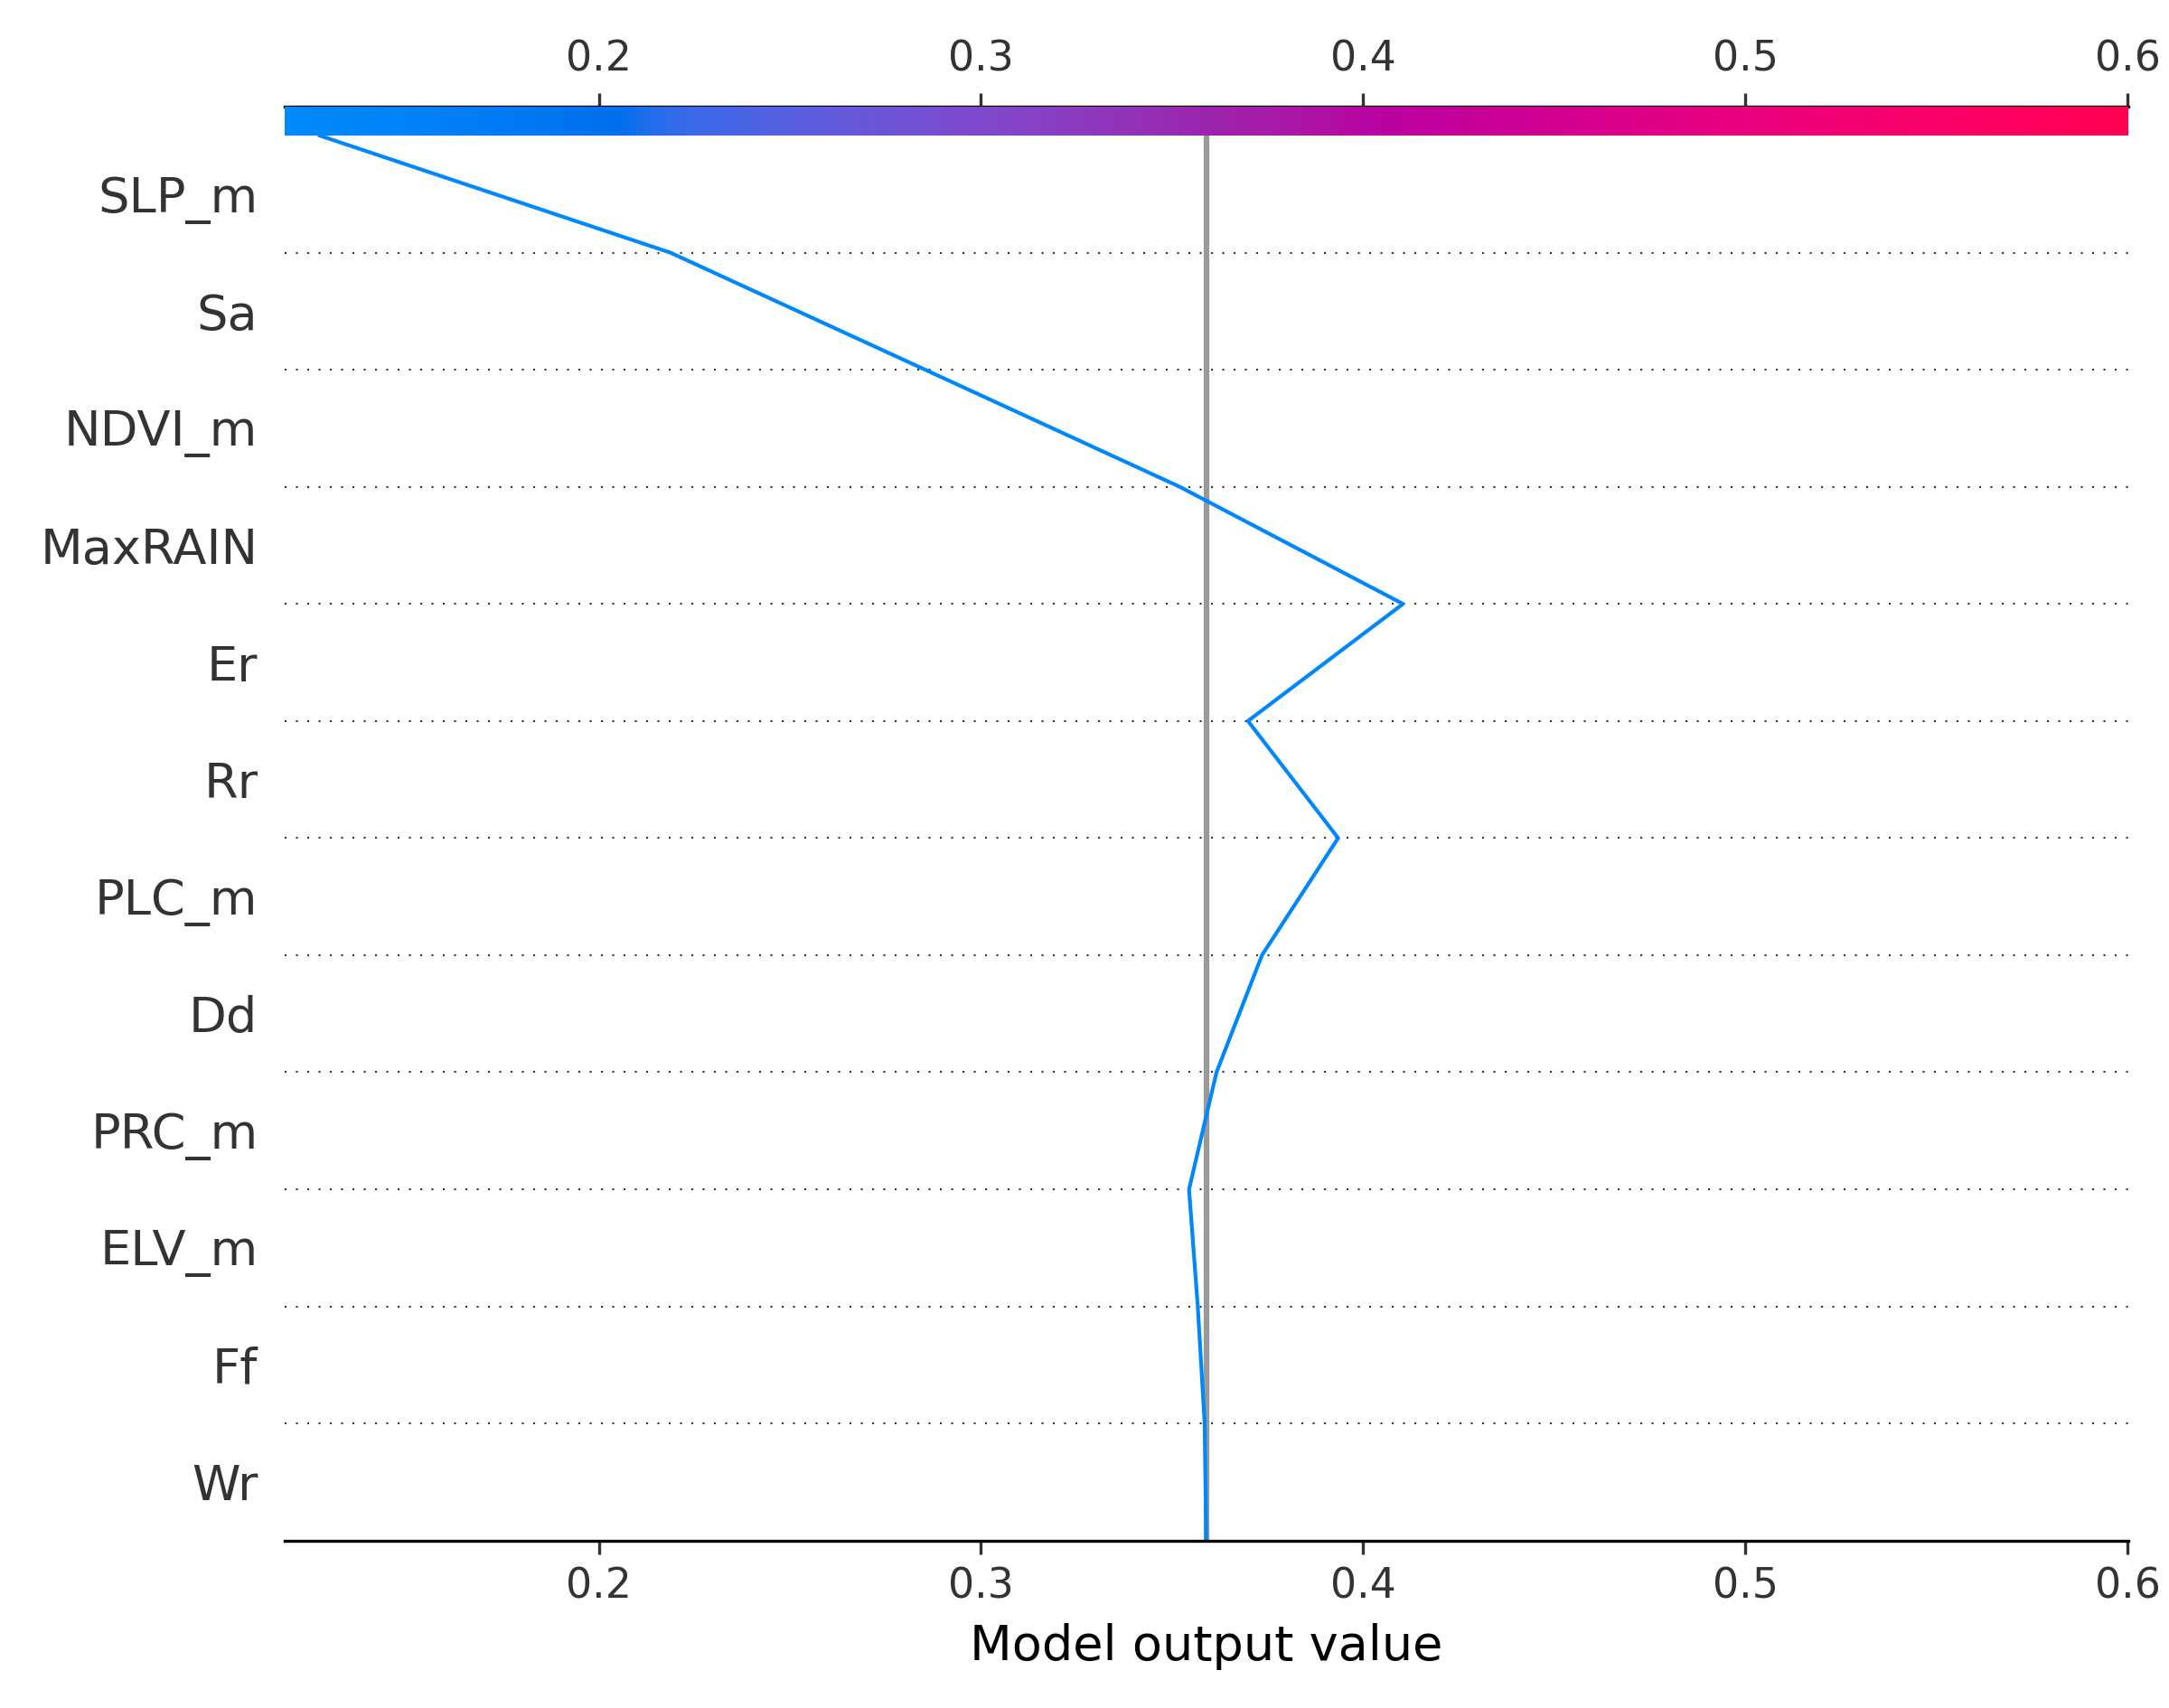 0.2 0.3 0.4 0.5 0.6
SLP_m
Sa
NDVI_m
MaxRAIN
Er
Rr
PLC_m
Dd
PRC_m
ELV_m
Ff
Wr
0.2 0.3 0.4 0.5 0.6
Model output value